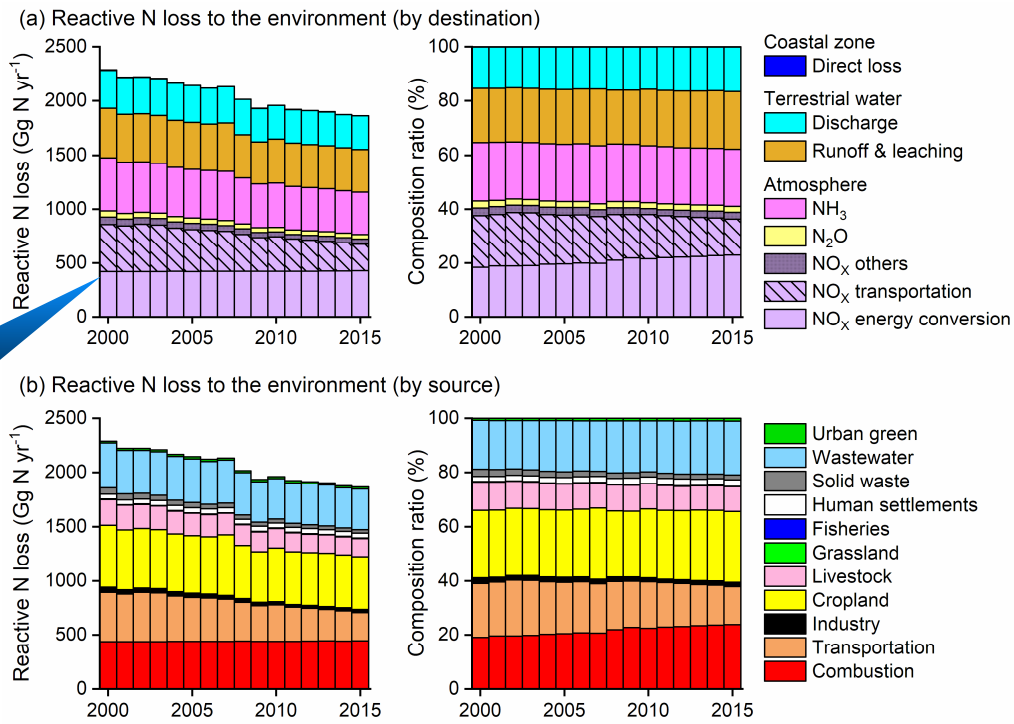 (a) Reactive N loss to the environment (by destination)
Reactive N loss (Gg N yr⁻¹)
2500
2000
1500
1000
500
0
2000 2005 2010 2015
Composition ratio (%)
100
80
60
40
20
0
2000 2005 2010 2015
Coastal zone
Direct loss
Terrestrial water
Discharge
Runoff & leaching
Atmosphere
NH₃
N₂O
NOₓ others
NOₓ transportation
NOₓ energy conversion
(b) Reactive N loss to the environment (by source)
Reactive N loss (Gg N yr⁻¹)
2500
2000
1500
1000
500
0
2000 2005 2010 2015
Composition ratio (%)
100
80
60
40
20
0
2000 2005 2010 2015
Urban green
Wastewater
Solid waste
Human settlements
Fisheries
Grassland
Livestock
Cropland
Industry
Transportation
Combustion